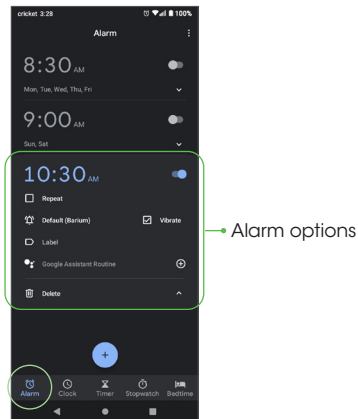 cricket 3:28 100%
Alarm
8:30 AM
Mon, Tue, Wed, Thu, Fri
9:00 AM
Sun, Sat
10:30 AM
Repeat
Default (Barium) Vibrate
Label
Google Assistant Routine
Delete
Alarm options
Alarm Clock Timer Stopwatch Bedtime